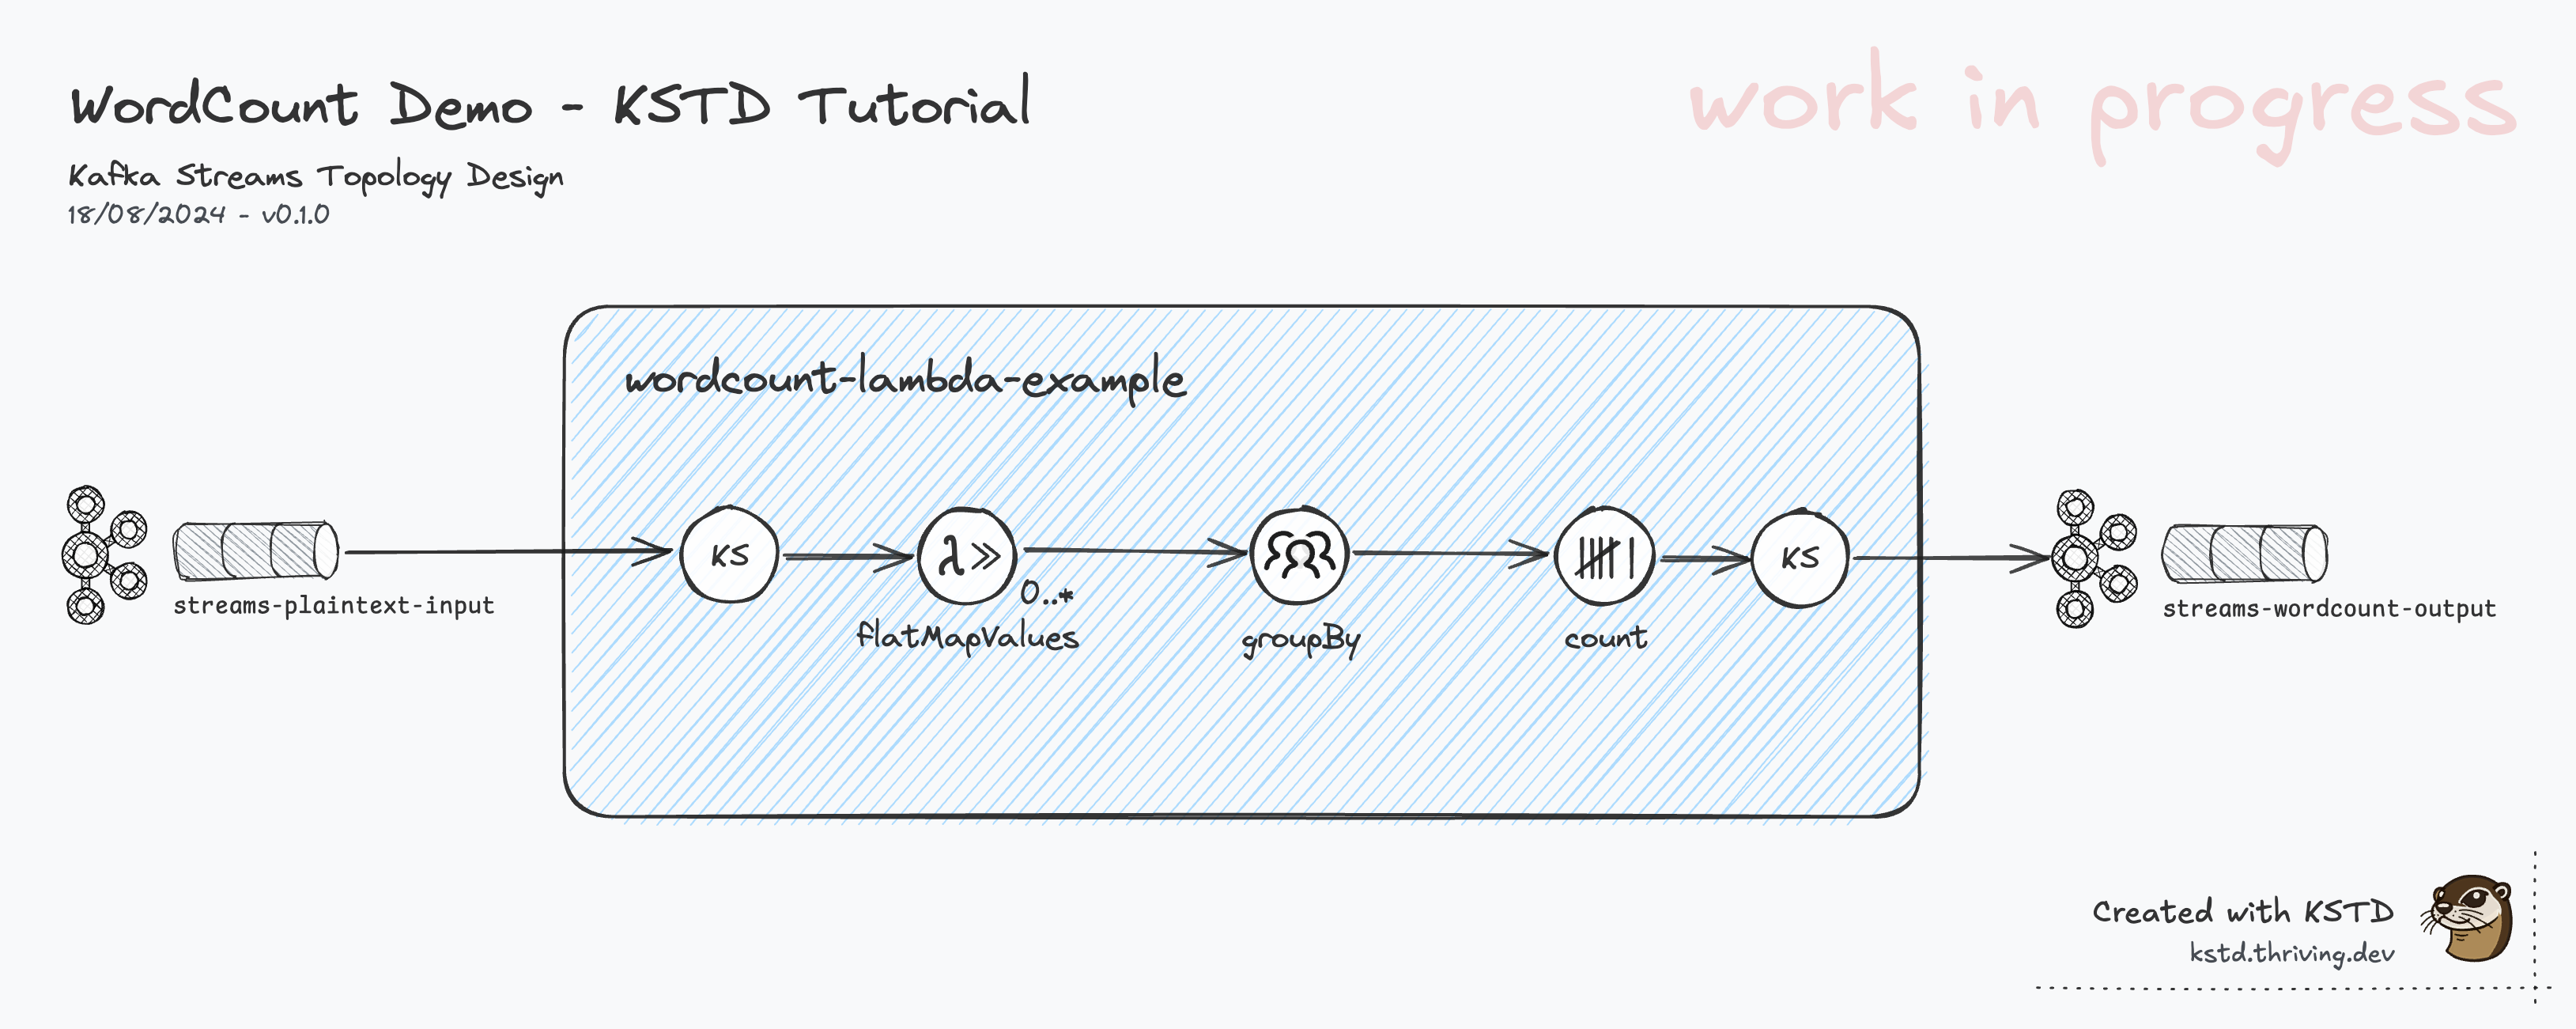 WordCount Demo - KSTD Tutorial
work in progress
Kafka Streams Topology Design
18/08/2024 - v0.1.0
wordcount-lambda-example
KS
λ»
KS
0..*
streams-plaintext-input
streams-wordcount-output
flatMapValues
groupBy
count
Created with KSTD
kstd.thriving.dev